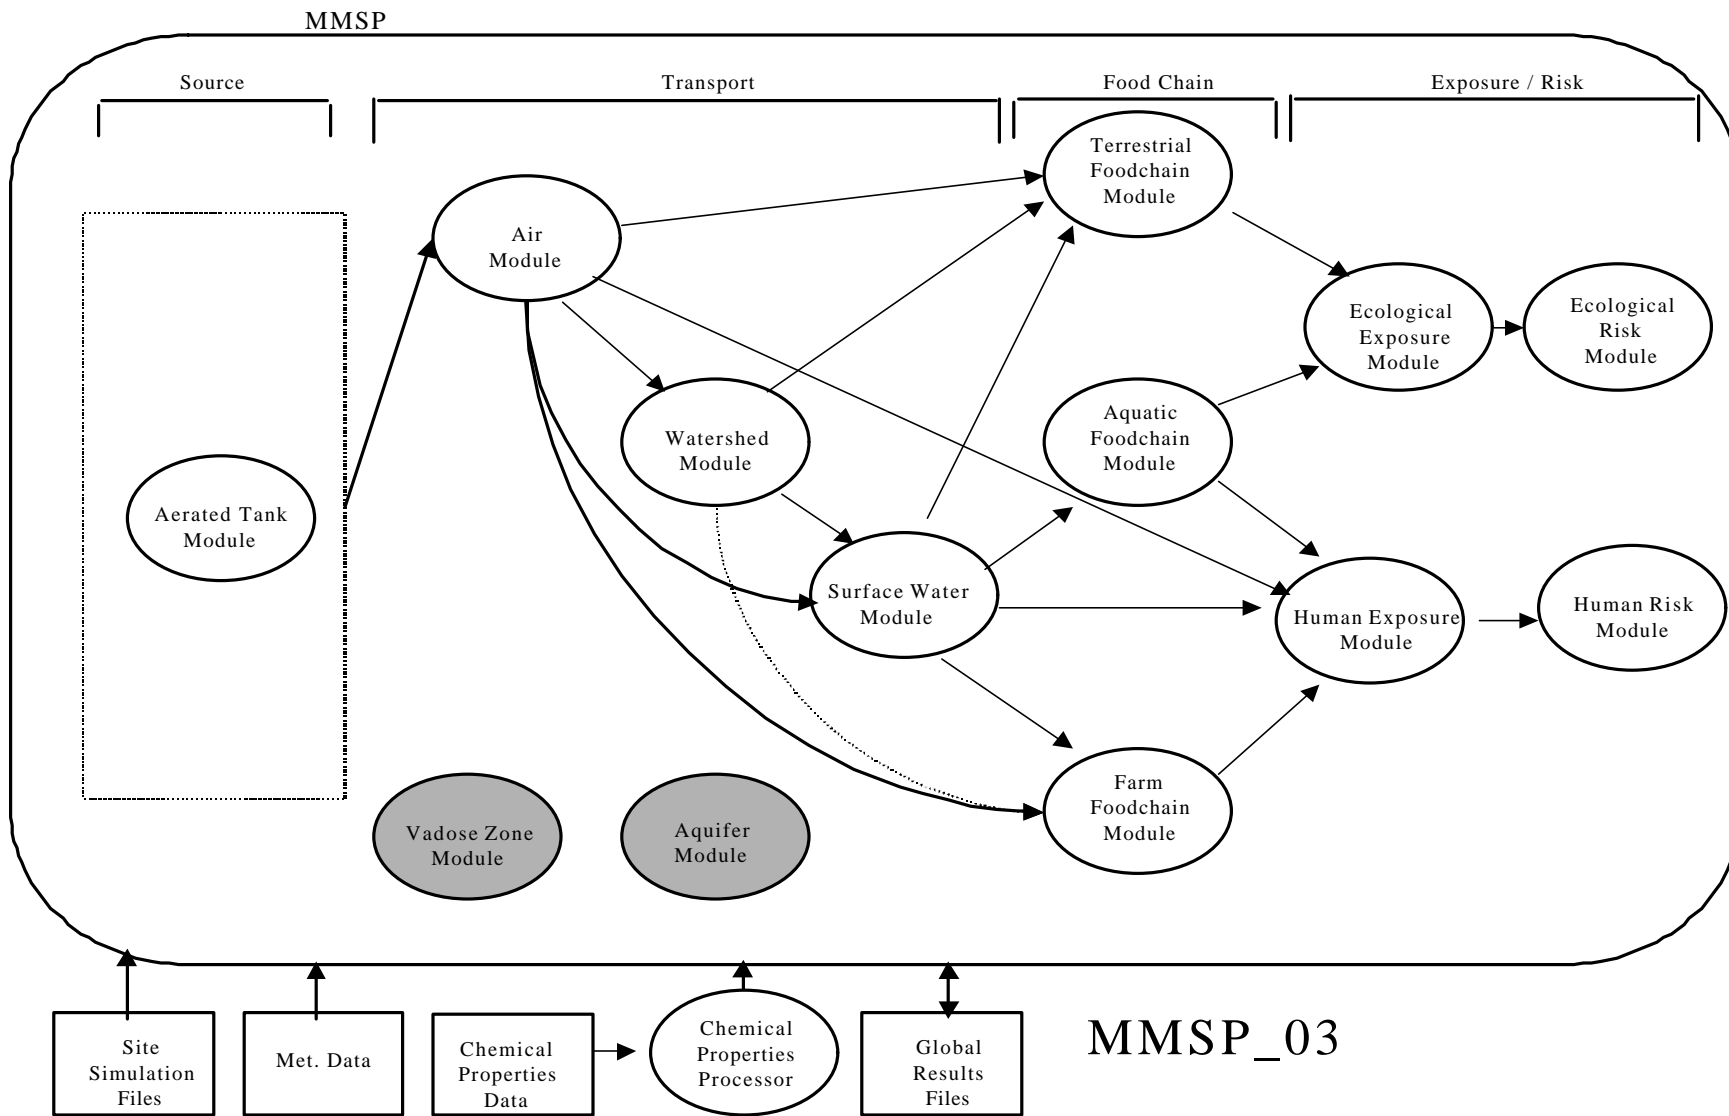 MMSP
Source
Transport
Food Chain
Exposure / Risk
Terrestrial
Foodchain
Module
Air
Module
Ecological
Exposure
Module
Ecological
Risk
Module
Watershed
Module
Aquatic
Foodchain
Module
Aerated Tank
Module
Surface Water
Module
Human Exposure
Module
Human Risk
Module
Farm
Foodchain
Module
Vadose Zone
Module
Aquifer
Module
Site
Simulation
Files
Met. Data
Chemical
Properties
Data
Chemical
Properties
Processor
Global
Results
Files
MMSP_03